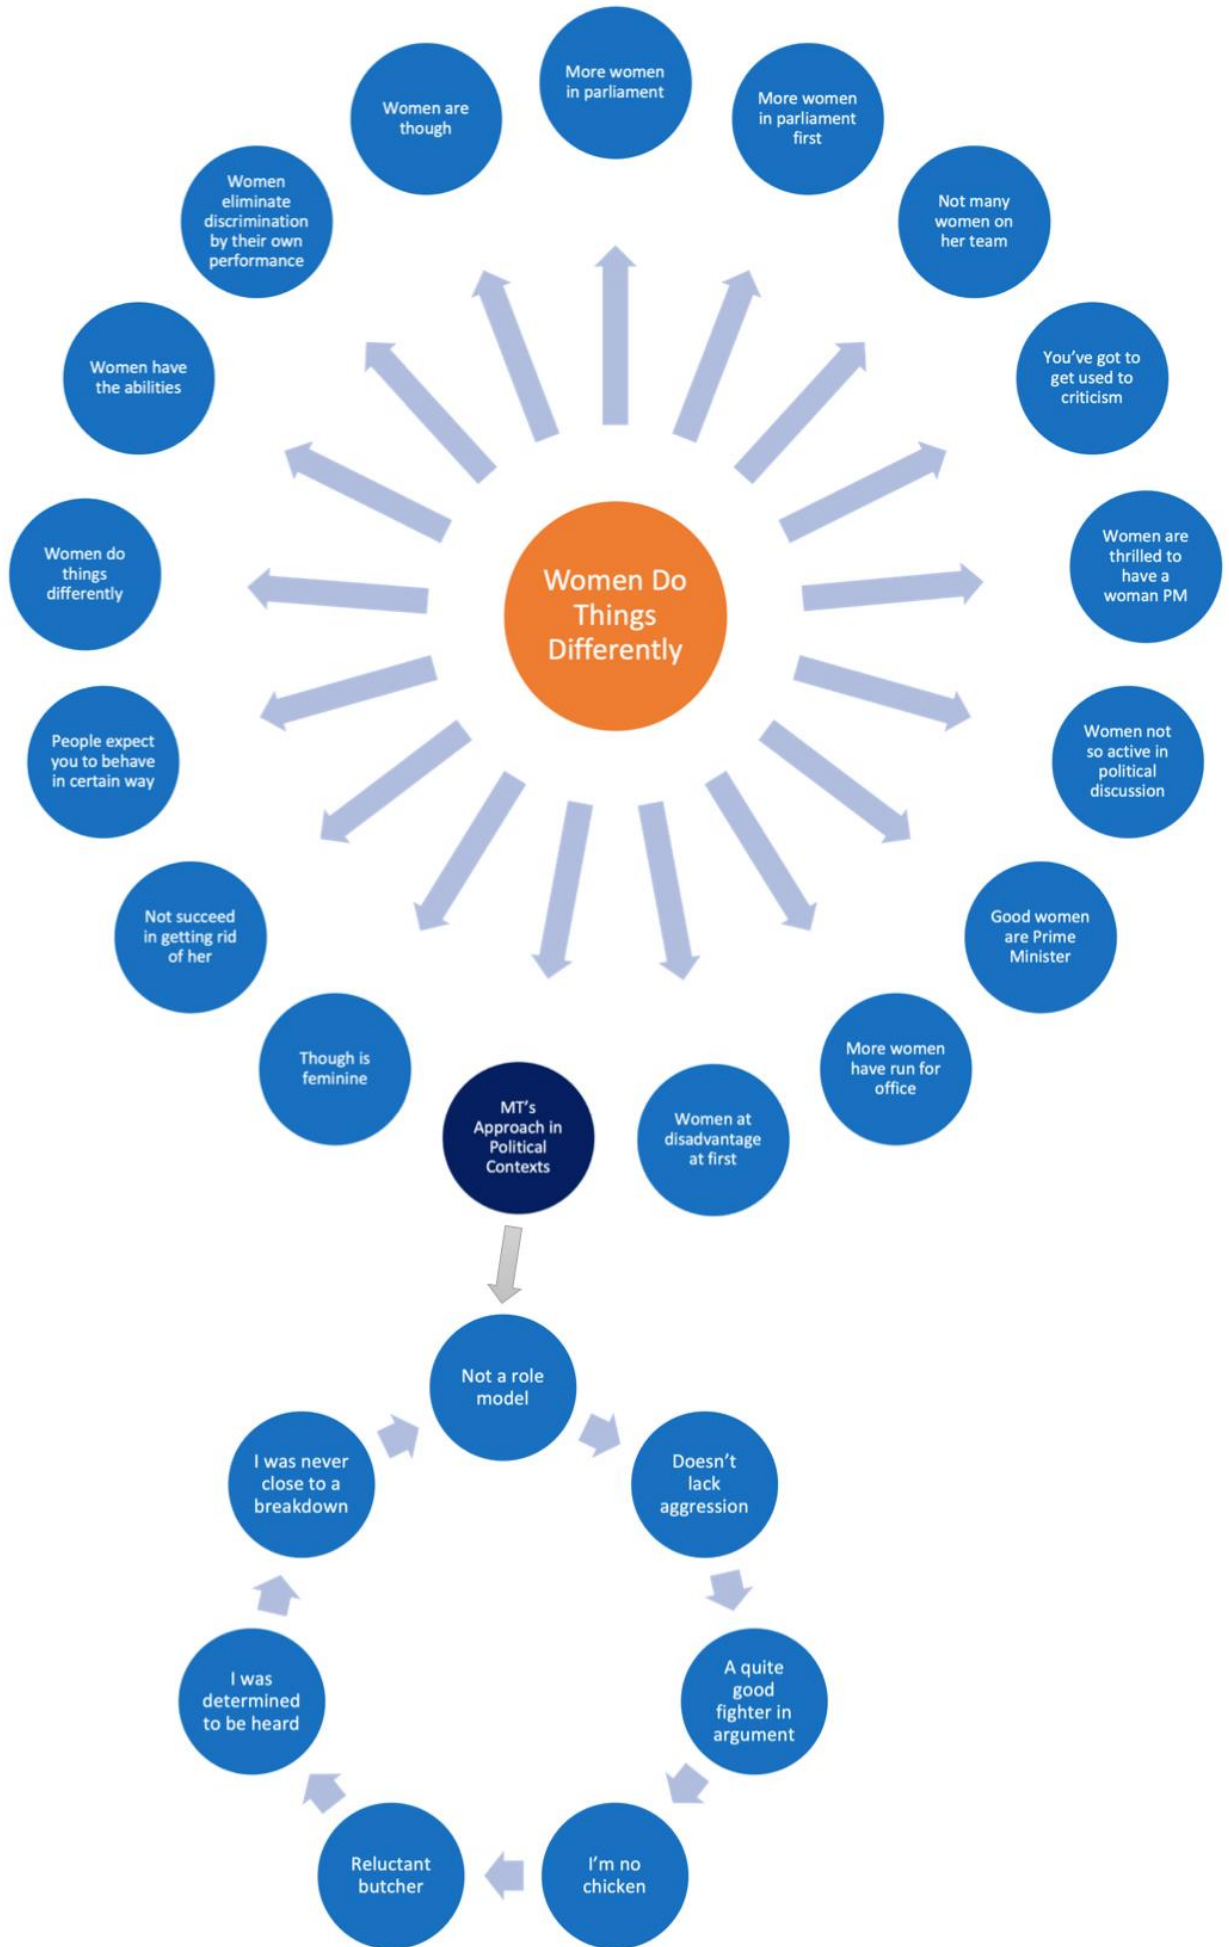 More women
in parliament
More women
in parliament
first
Not many
women on
her team
You've got to
get used to
criticism
Women are
thrilled to
have a
woman PM
Women not
so active in
political
discussion
Good women
are Prime
Minister
More women
have run for
office
Women at
disadvantage
at first
MT's
Approach in
Political
Contexts
Though is
feminine
Not succeed
in getting rid
of her
People expect
you to behave
in certain way
Women do
things
differently
Women have
the abilities
Women
eliminate
discrimination
by their own
performance
Women are
though
Women Do
Things
Differently
Not a role
model
Doesn't
lack
aggression
A quite
good
fighter in
argument
I'm no
chicken
Reluctant
butcher
I was
determined
to be heard
I was never
close to a
breakdown